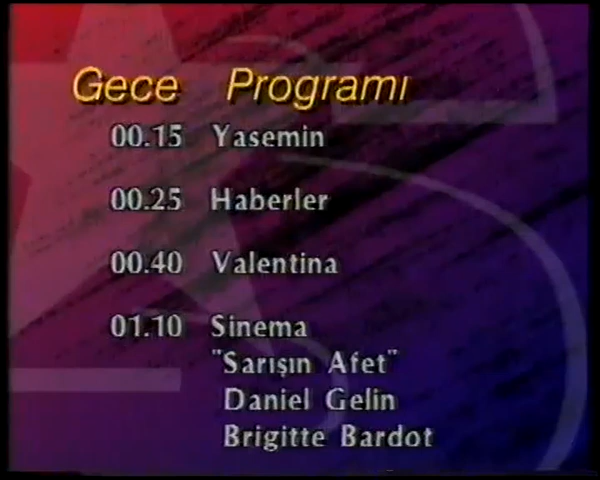 Gece Programı
00.15 Yasemin
00.25 Haberler
00.40 Valentina
01.10 Sinema
"Sarışın Afet"
Daniel Gelin
Brigitte Bardot